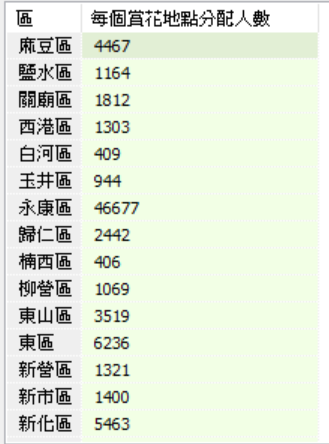 區 每個賞花地點分配人數
麻豆區 4467
鹽水區 1164
關廟區 1812
西港區 1303
白河區 409
玉井區 944
永康區 46677
歸仁區 2442
楠西區 406
柳營區 1069
東山區 3519
東區 6236
新營區 1321
新市區 1400
新化區 5463